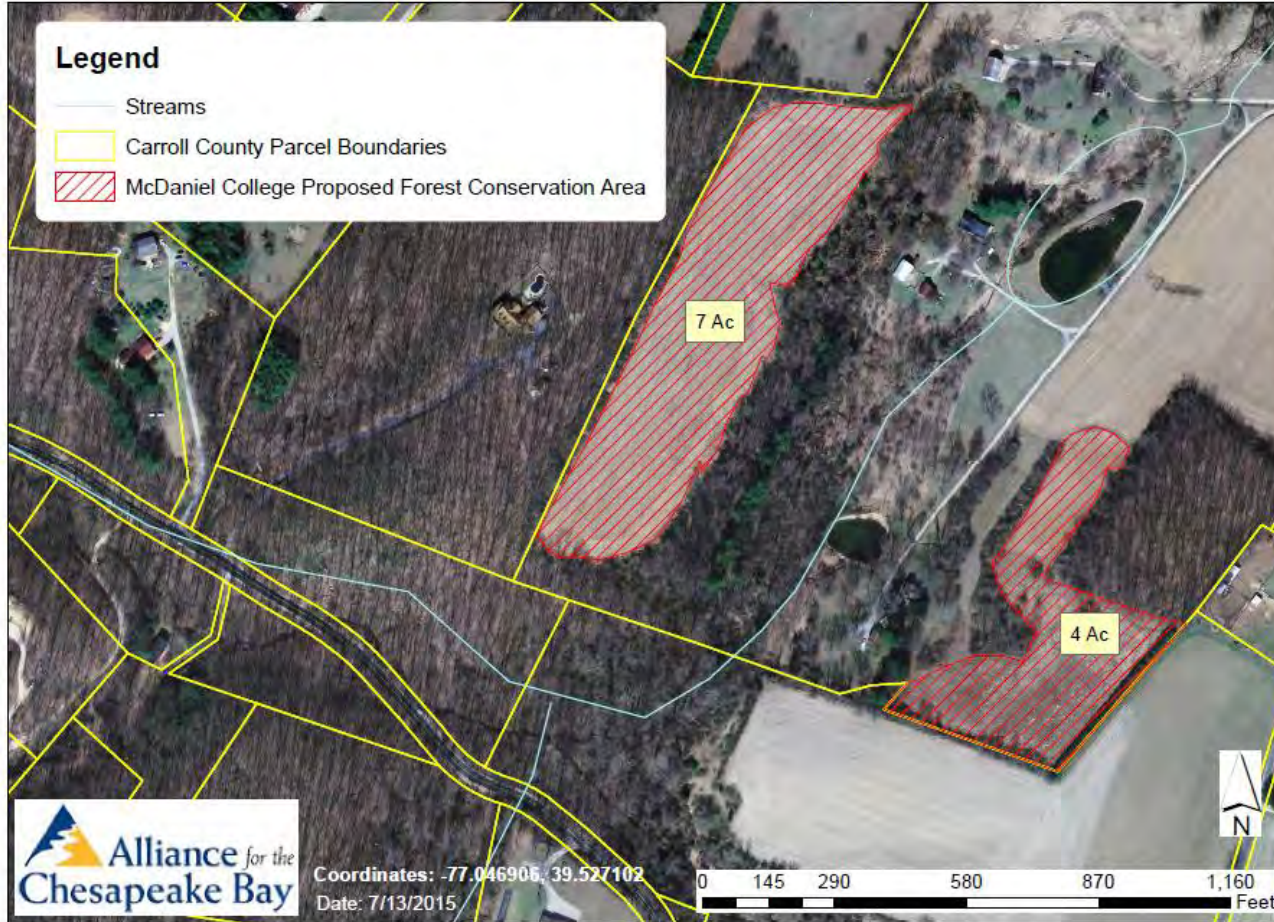 Legend
Streams
Carroll County Parcel Boundaries
McDaniel College Proposed Forest Conservation Area
7 Ac
4 Ac
Alliance for the
Chesapeake Bay
Coordinates: -77.046906, 39.527102
Date: 7/13/2015
0 145 290 580 870 1,160
Feet
N